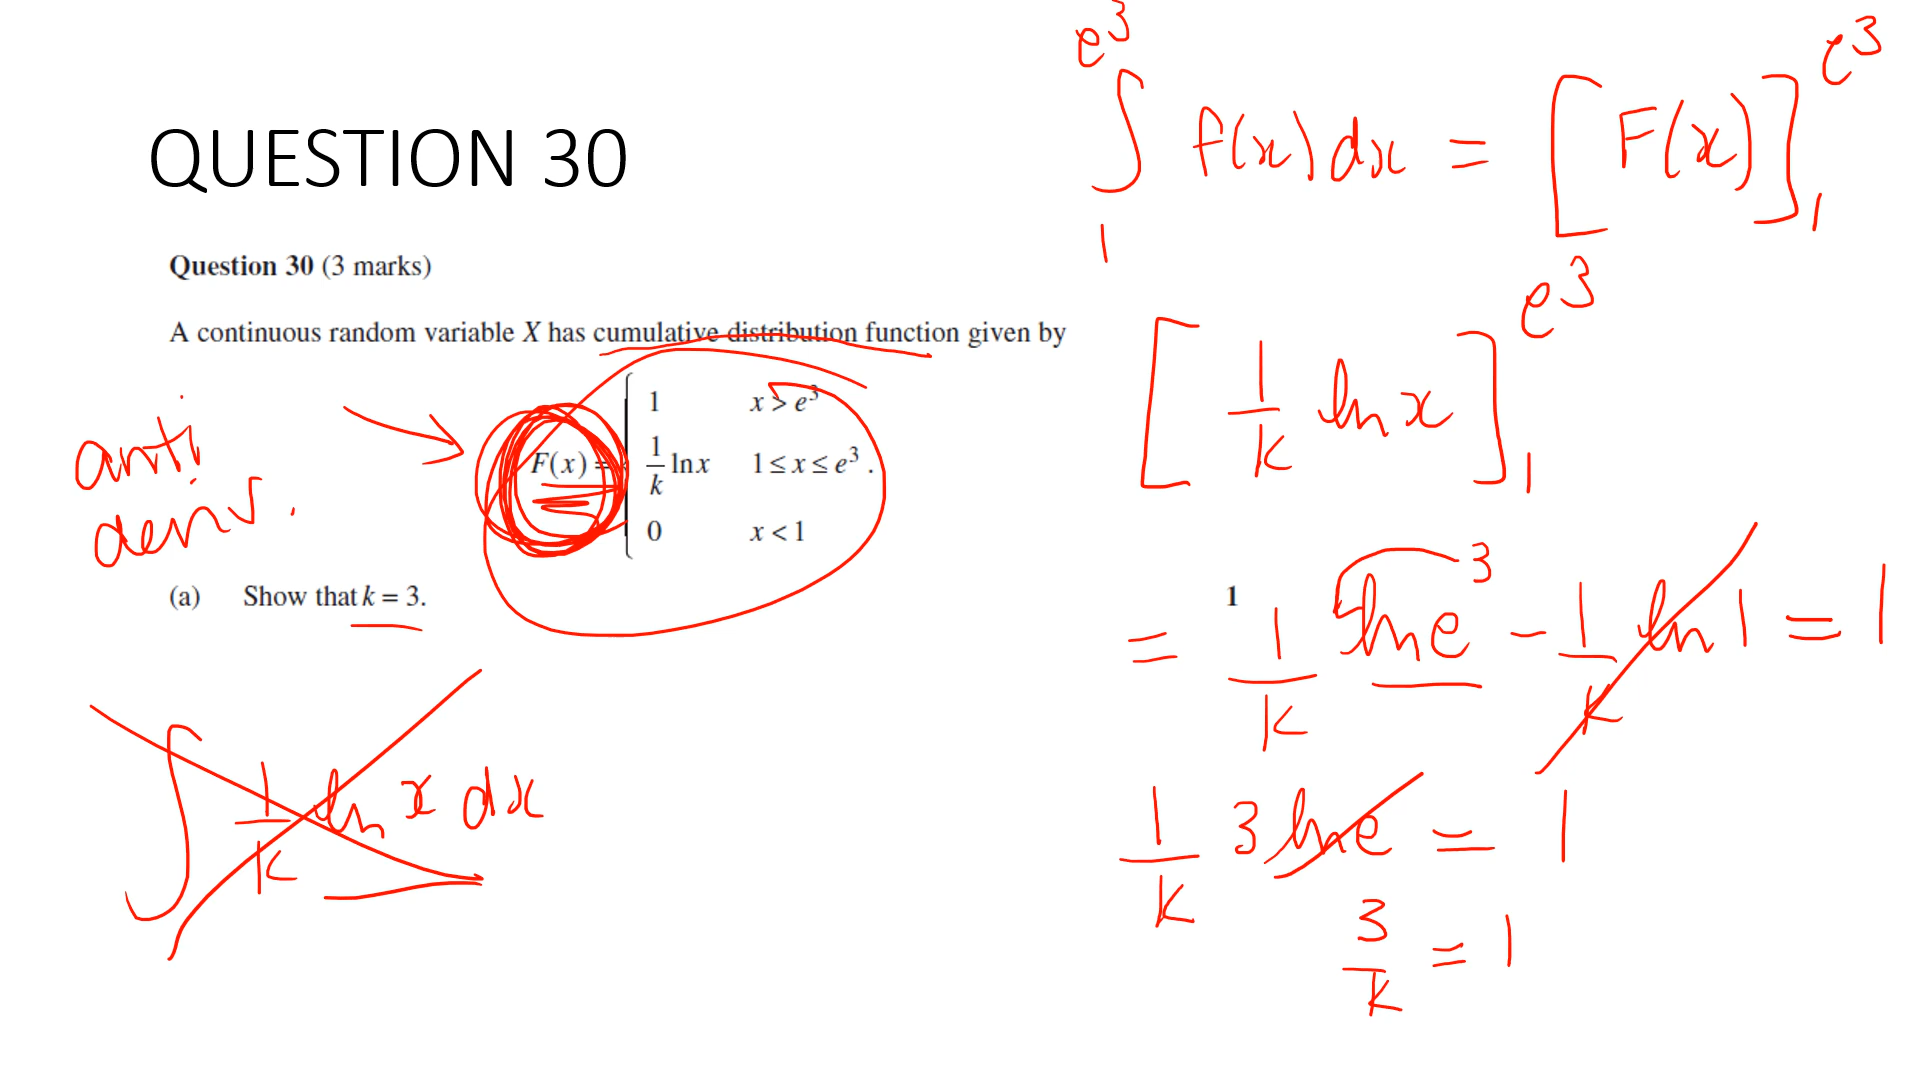 QUESTION 30
Question 30 (3 marks)
A continuous random variable X has cumulative distribution function given by
F(x) = { 1 x > e³
1/k ln x 1 ≤ x ≤ e³ .
0 x < 1
(a) Show that k = 3. 1
anti
deriv.
∫ 1/k ln x dx
∫₁^e³ f(x) dx = [F(x)]₁^e³
[1/k ln x]₁^e³
= 1/k ln e³ - 1/k ln 1 = 1
1/k 3 ln e = 1
3/k = 1